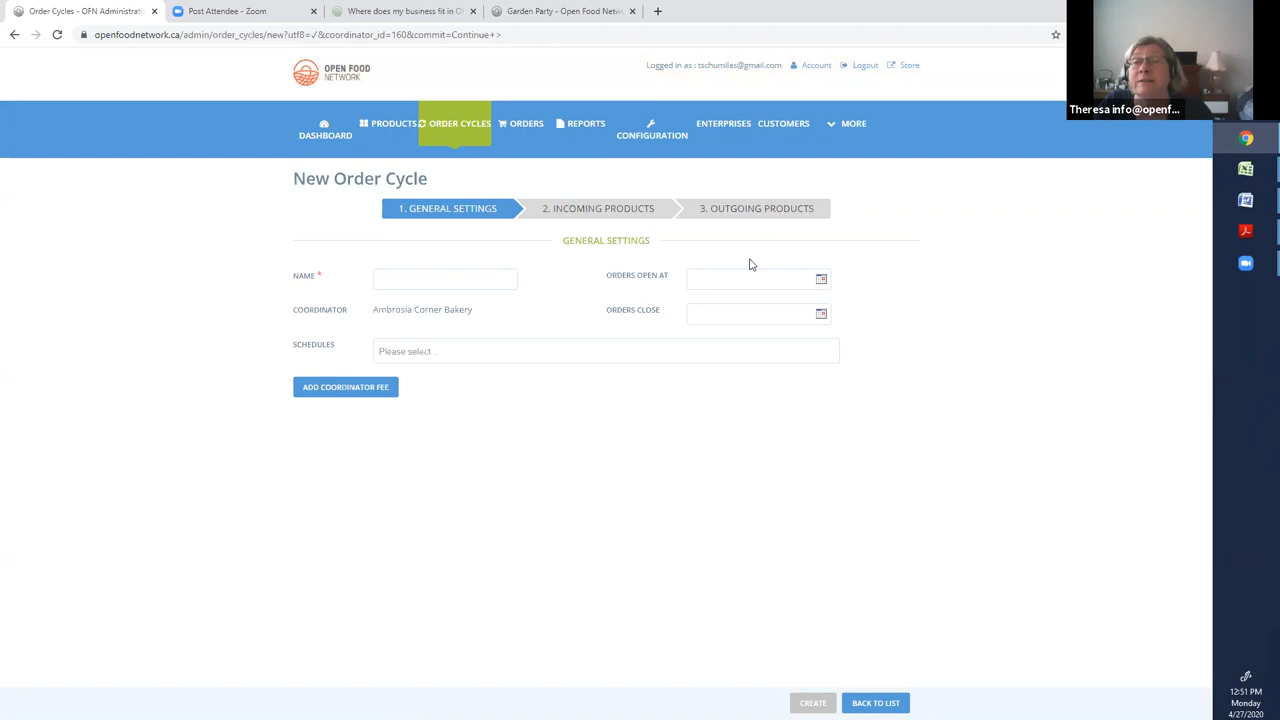 Order Cycles - OFN Administrati
Post Attendee - Zoom
Where does my business fit in O
Garden Party - Open Food Netw
openfoodnetwork.ca/admin/order_cycles/new?utf8=√&coordinator_id=160&commit=Continue+>
OPEN FOOD
NETWORK
Logged in as : tschumilas@gmail.com
Account
Logout
Store
Theresa info@openf...
DASHBOARD
PRODUCTS
ORDER CYCLES
ORDERS
REPORTS
CONFIGURATION
ENTERPRISES
CUSTOMERS
MORE
New Order Cycle
1. GENERAL SETTINGS
2. INCOMING PRODUCTS
3. OUTGOING PRODUCTS
GENERAL SETTINGS
NAME *
ORDERS OPEN AT
COORDINATOR
Ambrosia Corner Bakery
ORDERS CLOSE
SCHEDULES
Please select...
ADD COORDINATOR FEE
CREATE
BACK TO LIST
12:51 PM
Monday
4/27/2020